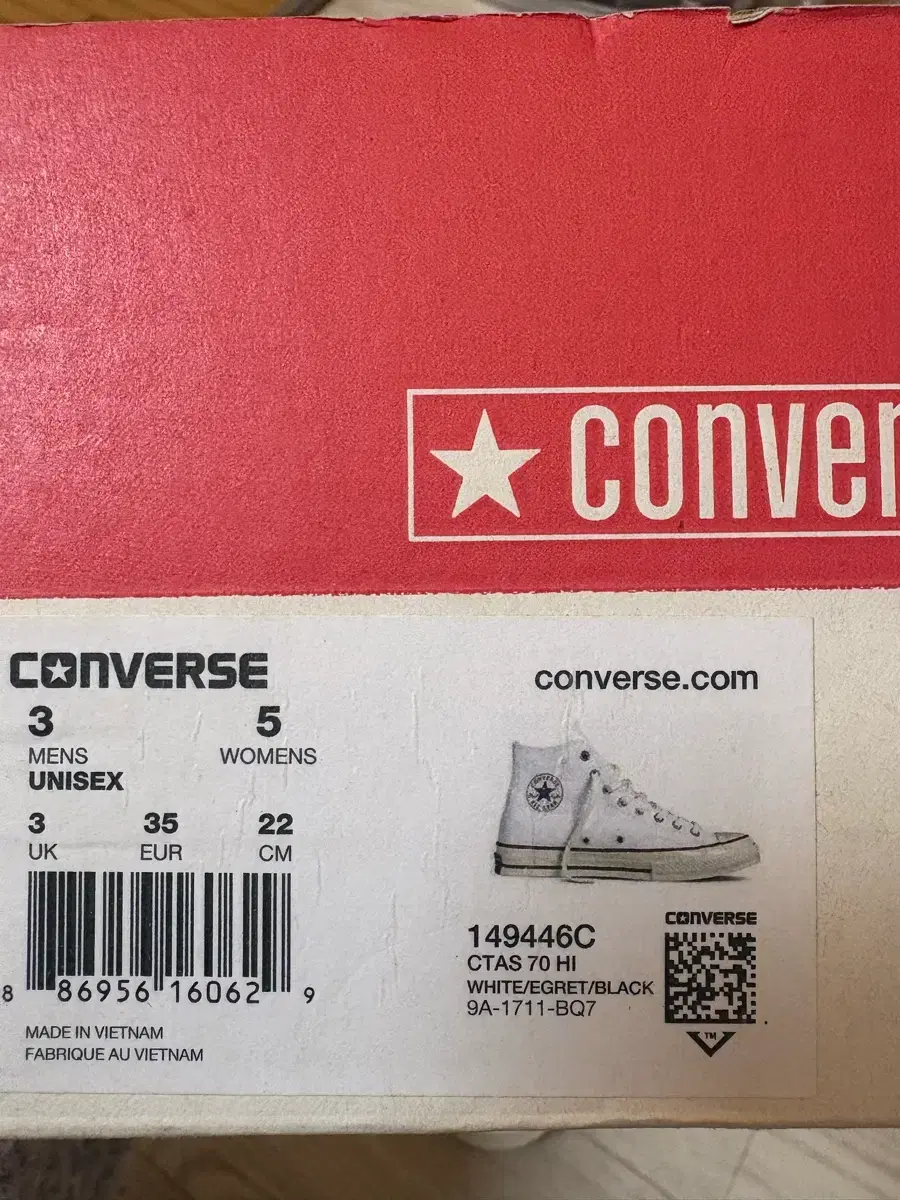 CONVER
CONVERSE
converse.com
3 5
MENS WOMENS
UNISEX
3 35 22
UK EUR CM
8 86956 16062 9
MADE IN VIETNAM
FABRIQUE AU VIETNAM
149446C
CTAS 70 HI
WHITE/EGRET/BLACK
9A-1711-BQ7
CONVERSE
TM